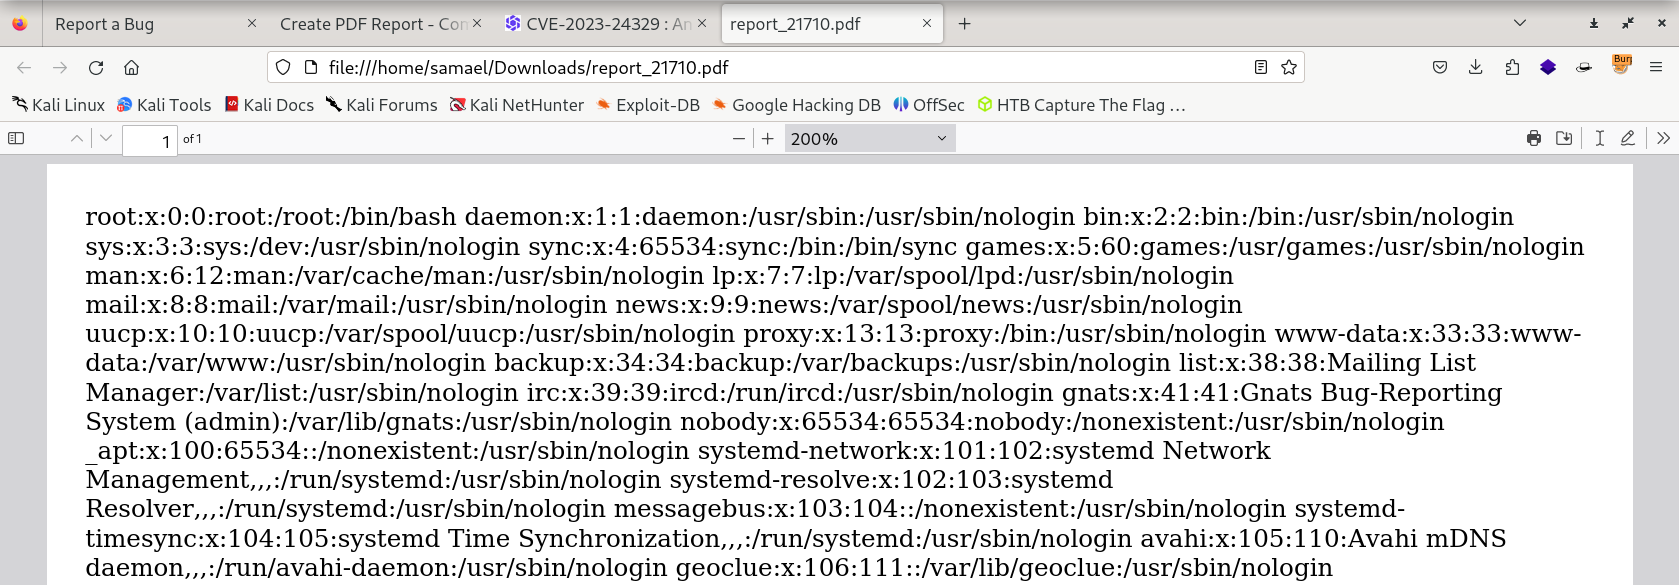 Report a Bug
Create PDF Report - Com
CVE-2023-24329 : An
report_21710.pdf
file:///home/samael/Downloads/report_21710.pdf
Burp
Kali Linux
Kali Tools
Kali Docs
Kali Forums
Kali NetHunter
Exploit-DB
Google Hacking DB
OffSec
HTB Capture The Flag ...
1
of 1
200%
root:x:0:0:root:/root:/bin/bash daemon:x:1:1:daemon:/usr/sbin:/usr/sbin/nologin bin:x:2:2:bin:/bin:/usr/sbin/nologin
sys:x:3:3:sys:/dev:/usr/sbin/nologin sync:x:4:65534:sync:/bin:/bin/sync games:x:5:60:games:/usr/games:/usr/sbin/nologin
man:x:6:12:man:/var/cache/man:/usr/sbin/nologin lp:x:7:7:lp:/var/spool/lpd:/usr/sbin/nologin
mail:x:8:8:mail:/var/mail:/usr/sbin/nologin news:x:9:9:news:/var/spool/news:/usr/sbin/nologin
uucp:x:10:10:uucp:/var/spool/uucp:/usr/sbin/nologin proxy:x:13:13:proxy:/bin:/usr/sbin/nologin www-data:x:33:33:www-
data:/var/www:/usr/sbin/nologin backup:x:34:34:backup:/var/backups:/usr/sbin/nologin list:x:38:38:Mailing List
Manager:/var/list:/usr/sbin/nologin irc:x:39:39:ircd:/run/ircd:/usr/sbin/nologin gnats:x:41:41:Gnats Bug-Reporting
System (admin):/var/lib/gnats:/usr/sbin/nologin nobody:x:65534:65534:nobody:/nonexistent:/usr/sbin/nologin
_apt:x:100:65534::/nonexistent:/usr/sbin/nologin systemd-network:x:101:102:systemd Network
Management,,,:/run/systemd:/usr/sbin/nologin systemd-resolve:x:102:103:systemd
Resolver,,,:/run/systemd:/usr/sbin/nologin messagebus:x:103:104::/nonexistent:/usr/sbin/nologin systemd-
timesync:x:104:105:systemd Time Synchronization,,,:/run/systemd:/usr/sbin/nologin avahi:x:105:110:Avahi mDNS
daemon,,,:/run/avahi-daemon:/usr/sbin/nologin geoclue:x:106:111::/var/lib/geoclue:/usr/sbin/nologin